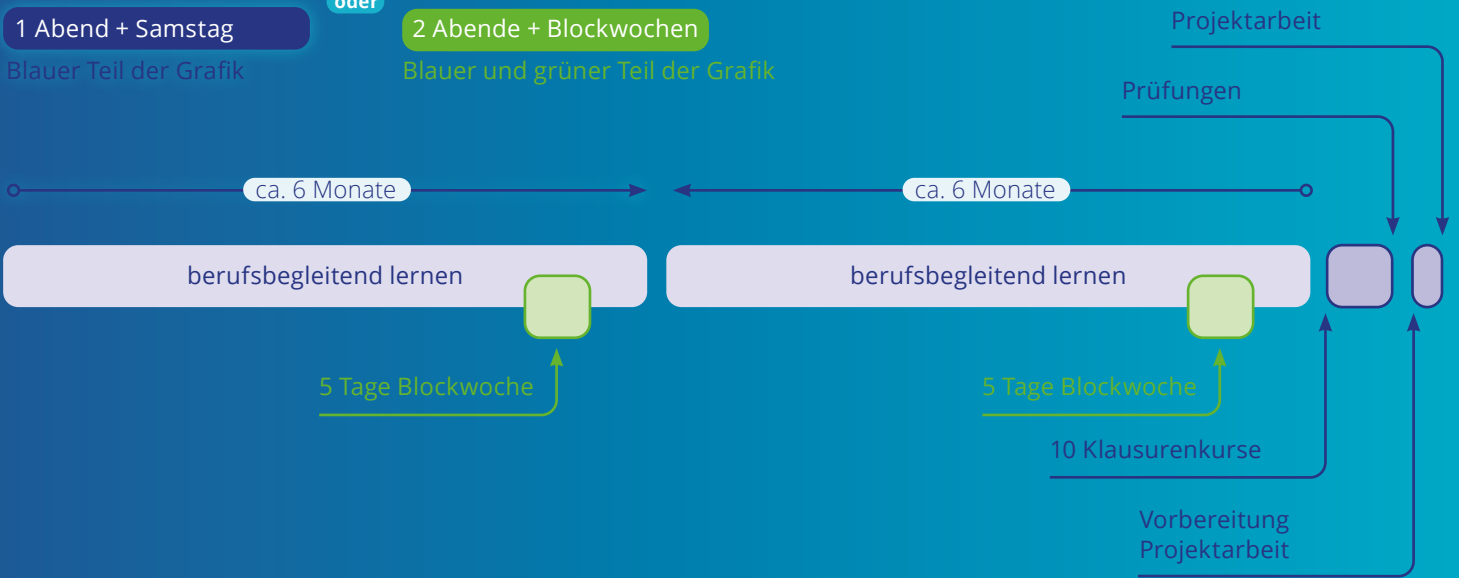 oder
1 Abend + Samstag
2 Abende + Blockwochen
Blauer Teil der Grafik
Blauer und grüner Teil der Grafik
Projektarbeit
Prüfungen
ca. 6 Monate
ca. 6 Monate
berufsbegleitend lernen
berufsbegleitend lernen
5 Tage Blockwoche
5 Tage Blockwoche
10 Klausurenkurse
Vorbereitung
Projektarbeit